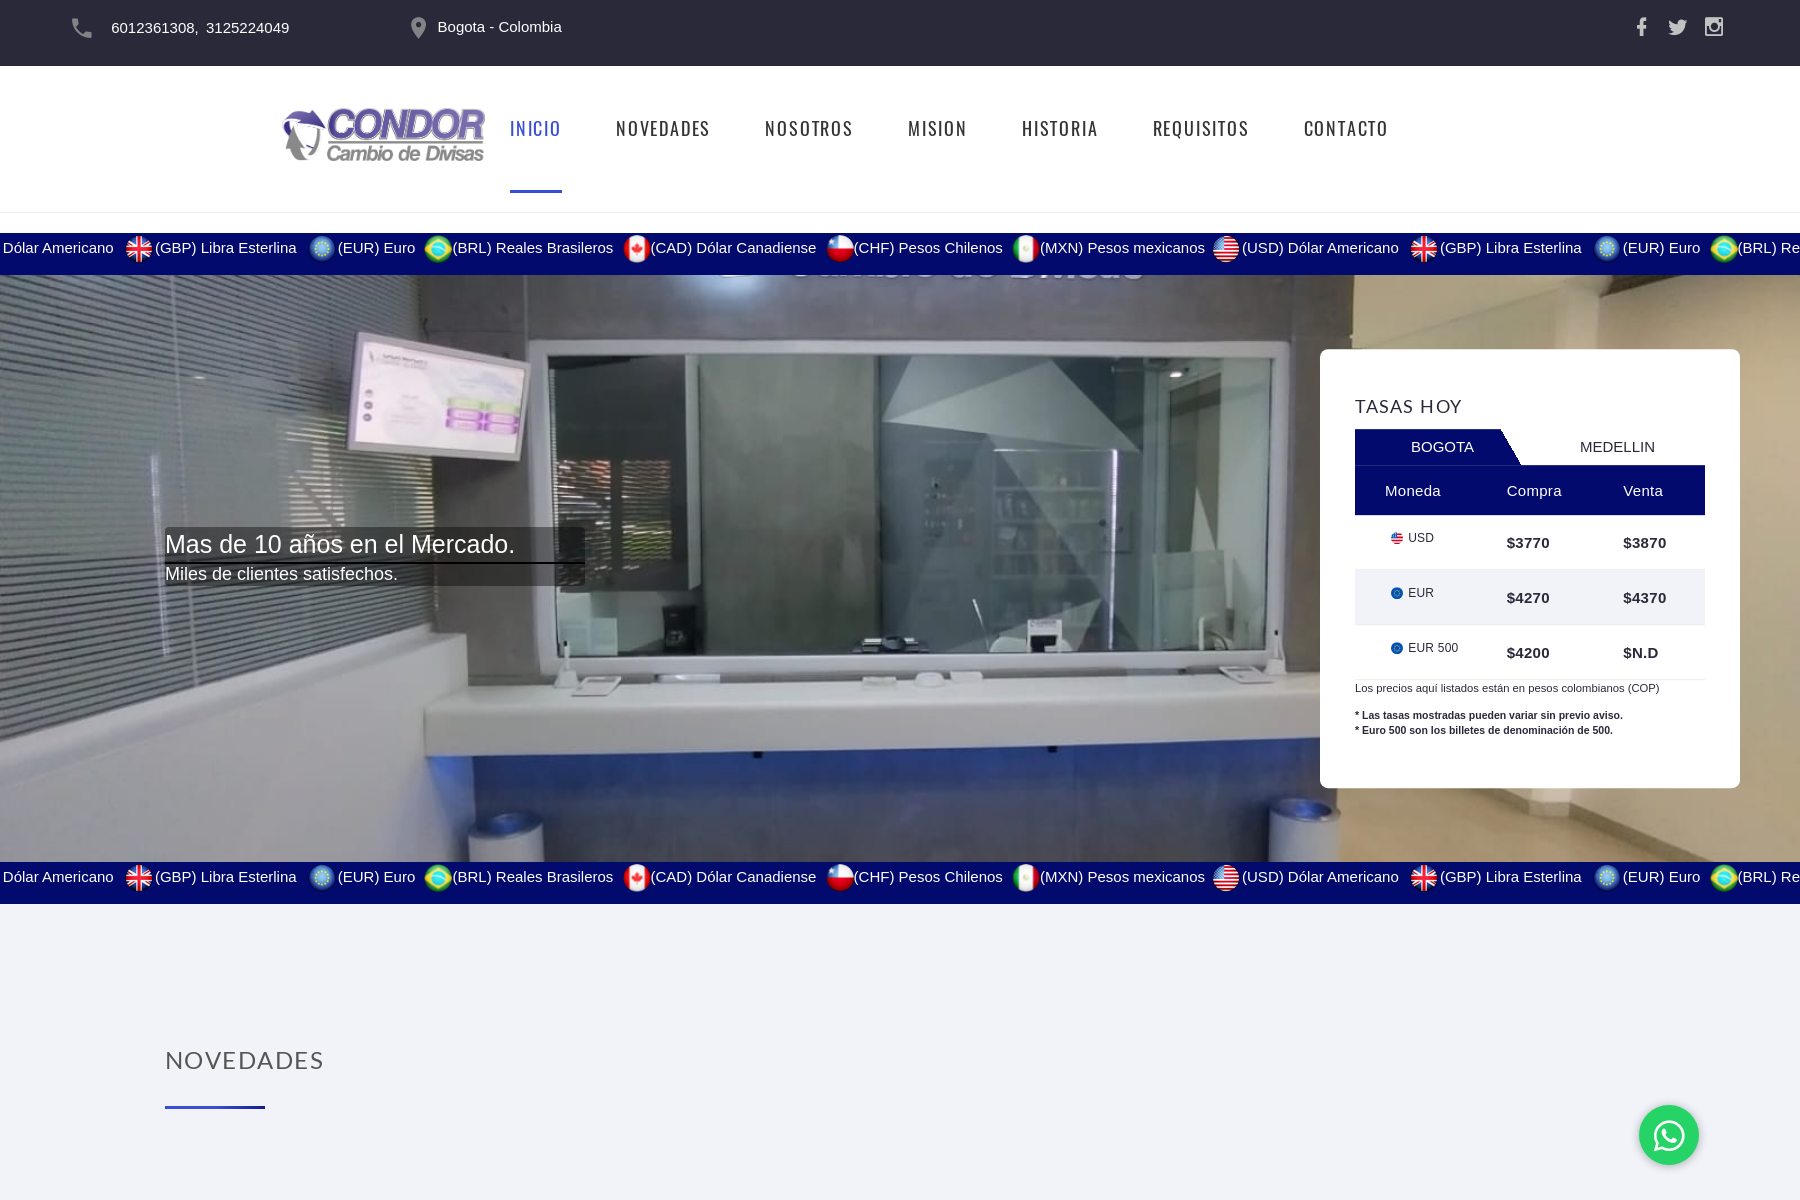 6012361308, 3125224049
Bogota - Colombia
CONDOR
Cambio de Divisas
INICIO NOVEDADES NOSOTROS MISION HISTORIA REQUISITOS CONTACTO
Dólar Americano (GBP) Libra Esterlina (EUR) Euro (BRL) Reales Brasileros (CAD) Dólar Canadiense (CHF) Pesos Chilenos (MXN) Pesos mexicanos (USD) Dólar Americano (GBP) Libra Esterlina (EUR) Euro (BRL) Re
Mas de 10 años en el Mercado.
Miles de clientes satisfechos.
TASAS HOY
BOGOTA MEDELLIN
Moneda Compra Venta
USD $3770 $3870
EUR $4270 $4370
EUR 500 $4200 $N.D
Los precios aquí listados están en pesos colombianos (COP)
* Las tasas mostradas pueden variar sin previo aviso.
* Euro 500 son los billetes de denominación de 500.
Dólar Americano (GBP) Libra Esterlina (EUR) Euro (BRL) Reales Brasileros (CAD) Dólar Canadiense (CHF) Pesos Chilenos (MXN) Pesos mexicanos (USD) Dólar Americano (GBP) Libra Esterlina (EUR) Euro (BRL) Re
NOVEDADES